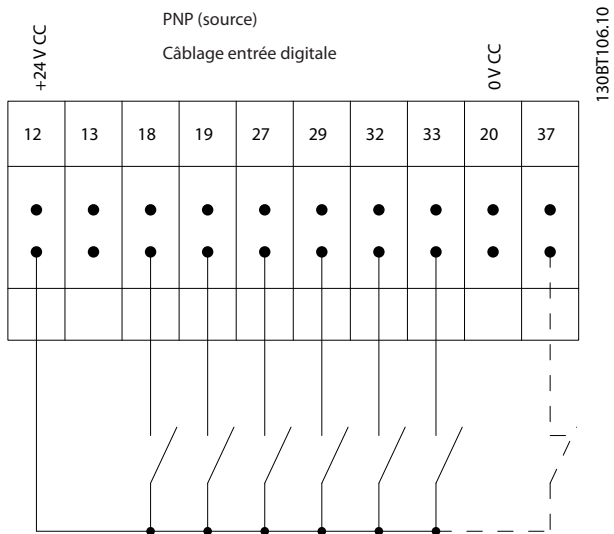 PNP (source)
Câblage entrée digitale
+24 V CC
0 V CC
130BT106.10
12 13 18 19 27 29 32 33 20 37